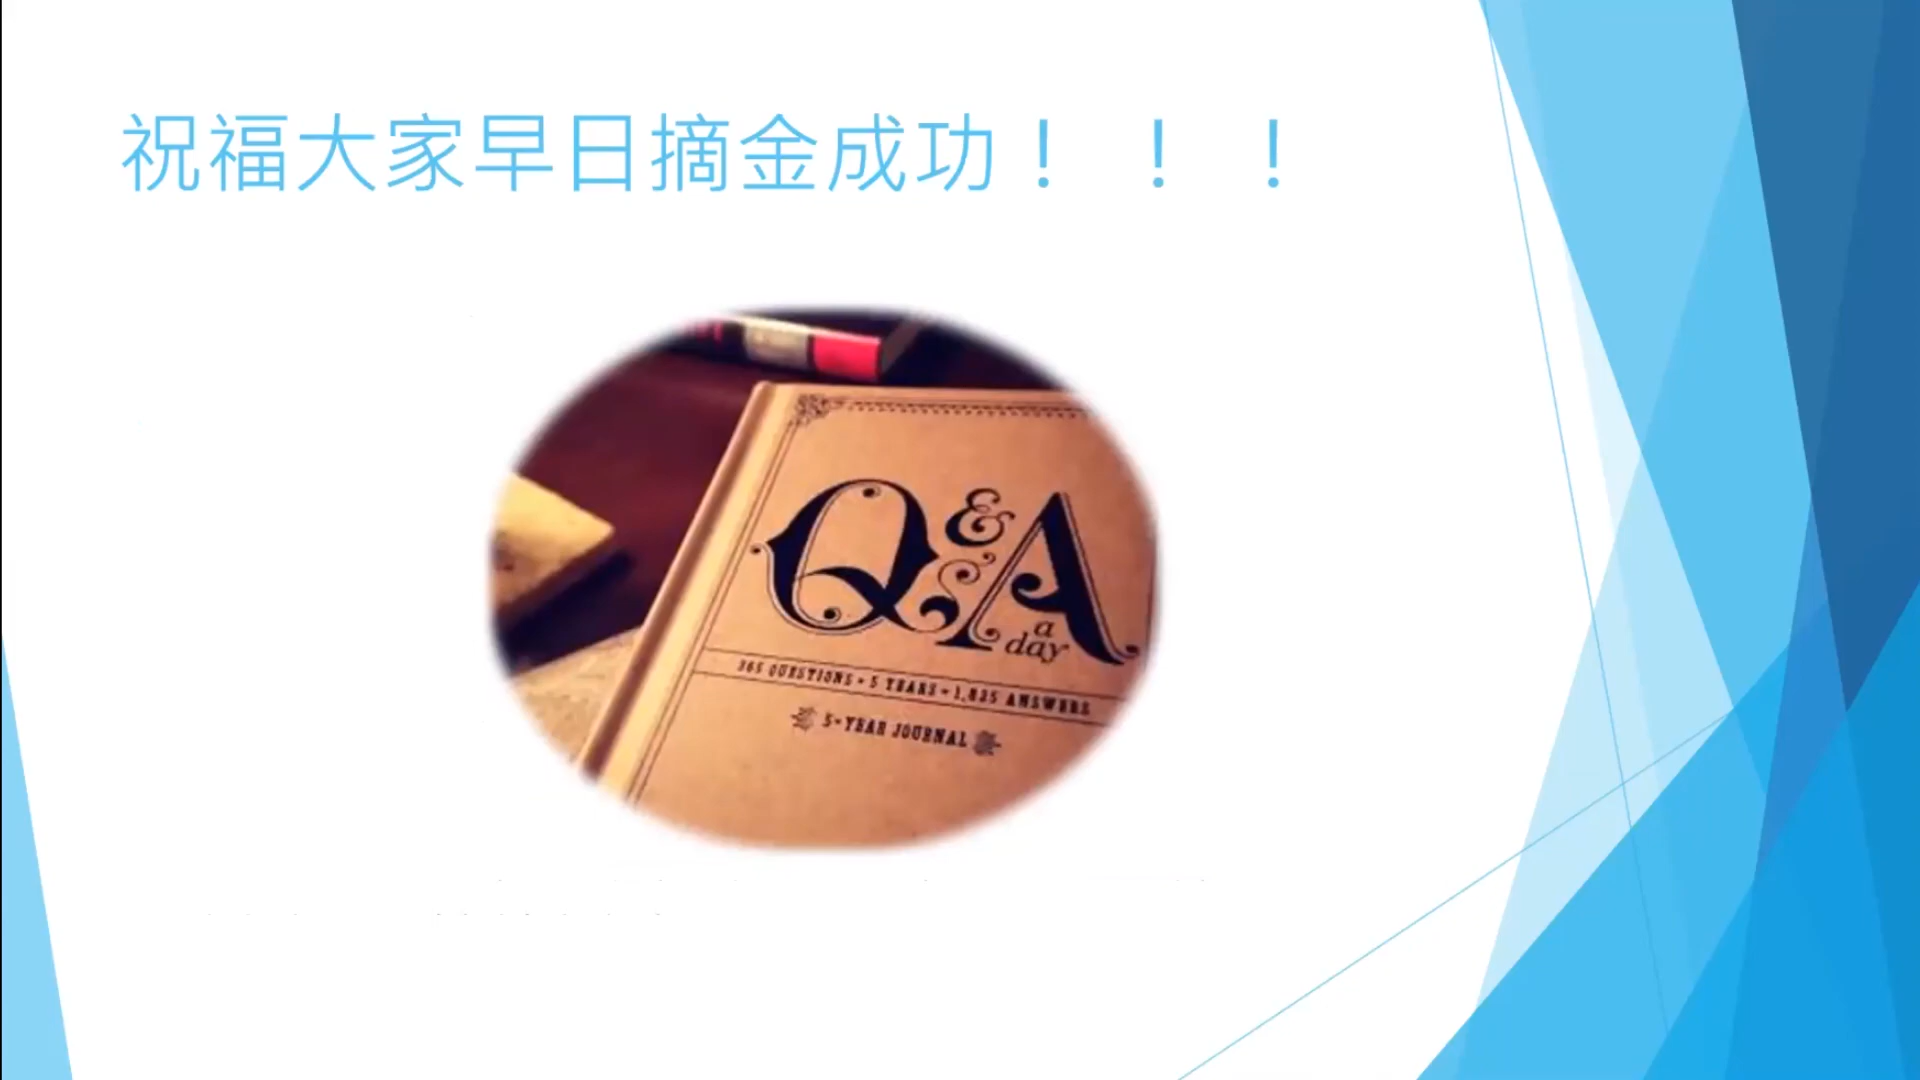 祝福大家早日摘金成功！ ！ ！
Q&A
a
day
365 QUESTIONS • 5 YEARS • 1,825 ANSWERS
5-YEAR JOURNAL